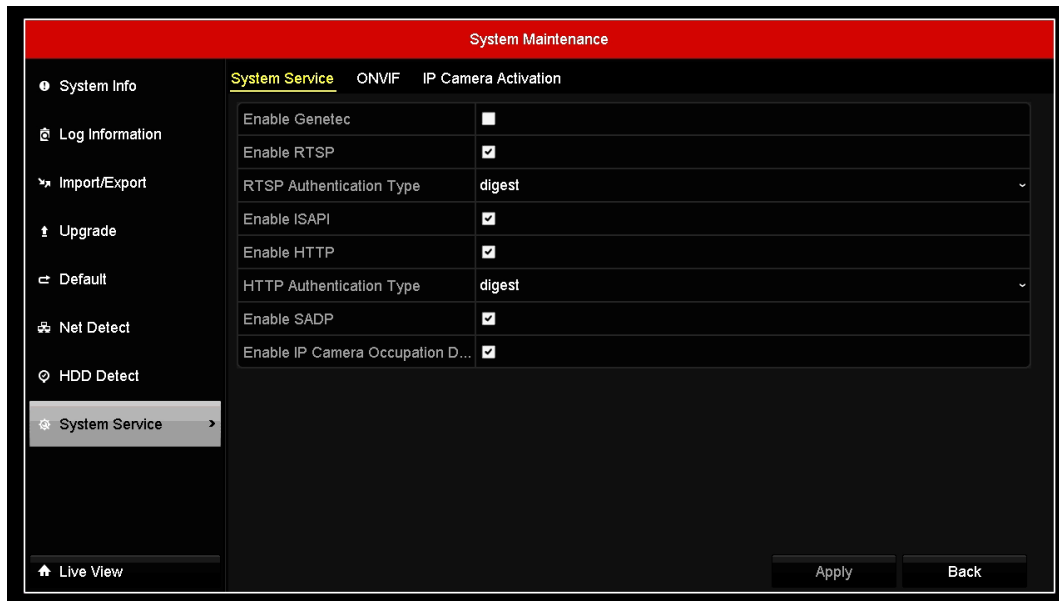 System Maintenance
System Info
Log Information
Import/Export
Upgrade
Default
Net Detect
HDD Detect
System Service
Live View
System Service ONVIF IP Camera Activation
Enable Genetec
Enable RTSP
RTSP Authentication Type digest
Enable ISAPI
Enable HTTP
HTTP Authentication Type digest
Enable SADP
Enable IP Camera Occupation D...
Apply Back